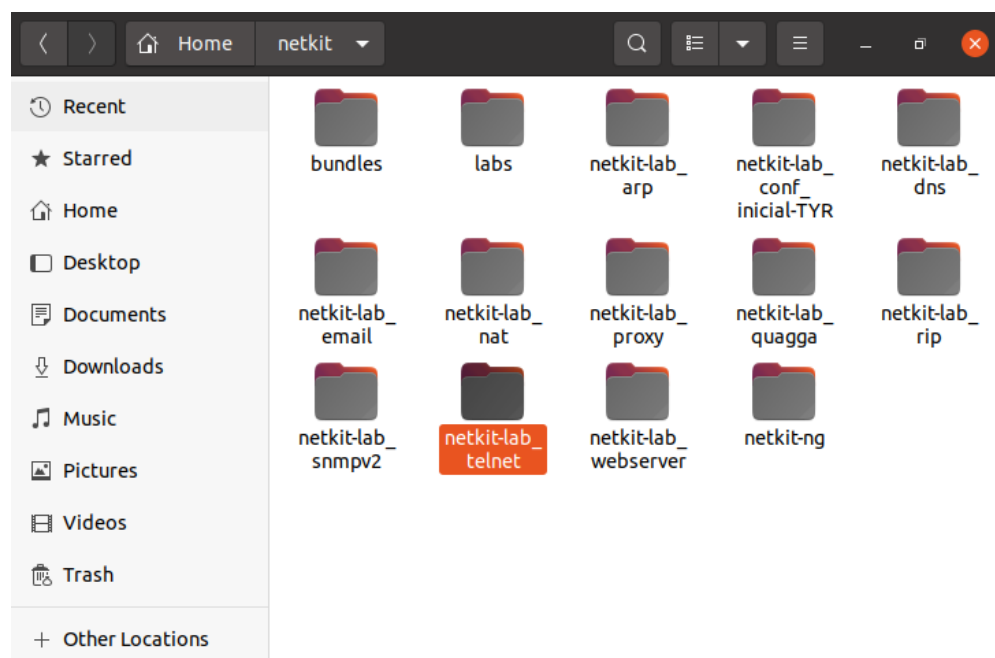 Home
netkit
Recent
Starred
Home
Desktop
Documents
Downloads
Music
Pictures
Videos
Trash
Other Locations
bundles
labs
netkit-lab_
arp
netkit-lab_
conf_
inicial-TYR
netkit-lab_
dns
netkit-lab_
email
netkit-lab_
nat
netkit-lab_
proxy
netkit-lab_
quagga
netkit-lab_
rip
netkit-lab_
snmpv2
netkit-lab_
telnet
netkit-lab_
webserver
netkit-ng